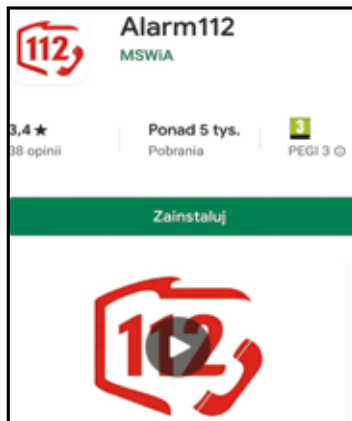 112
Alarm112
MSWiA
3,4 ★
Ponad 5 tys.
3
38 opinii
Pobrania
PEGI 3
Zainstaluj
112